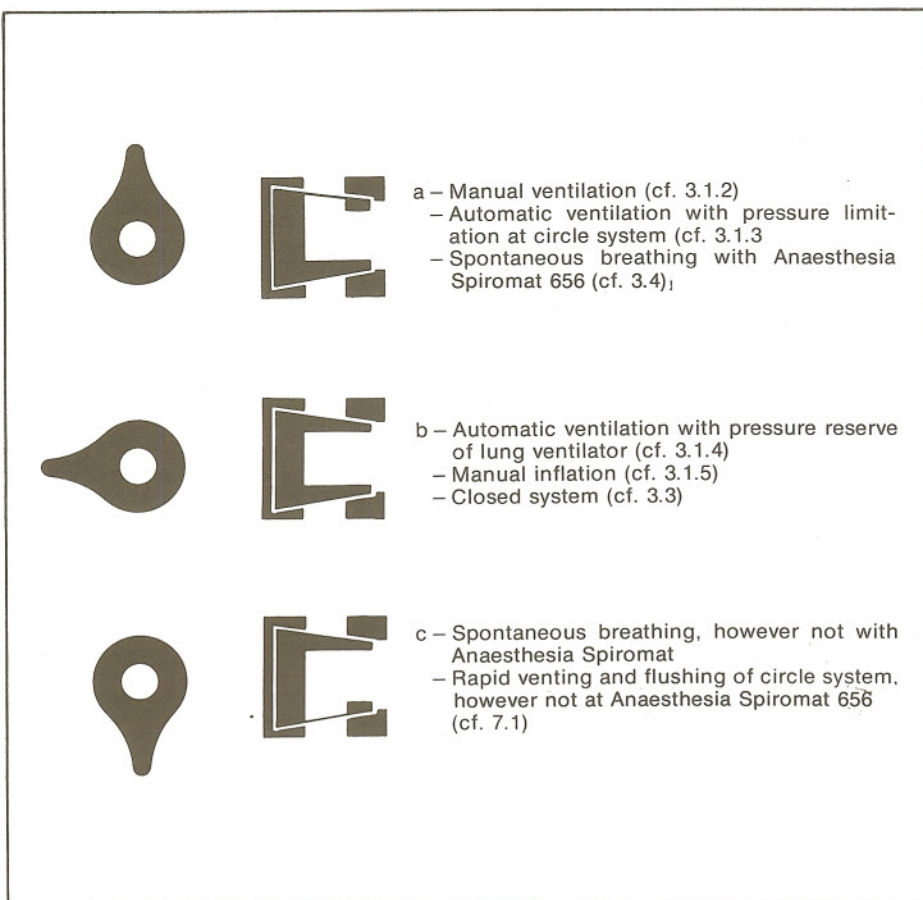 a – Manual ventilation (cf. 3.1.2)
– Automatic ventilation with pressure limit-
ation at circle system (cf. 3.1.3
– Spontaneous breathing with Anaesthesia
Spiromat 656 (cf. 3.4)
b – Automatic ventilation with pressure reserve
of lung ventilator (cf. 3.1.4)
– Manual inflation (cf. 3.1.5)
– Closed system (cf. 3.3)
c – Spontaneous breathing, however not with
Anaesthesia Spiromat
– Rapid venting and flushing of circle system,
however not at Anaesthesia Spiromat 656
(cf. 7.1)